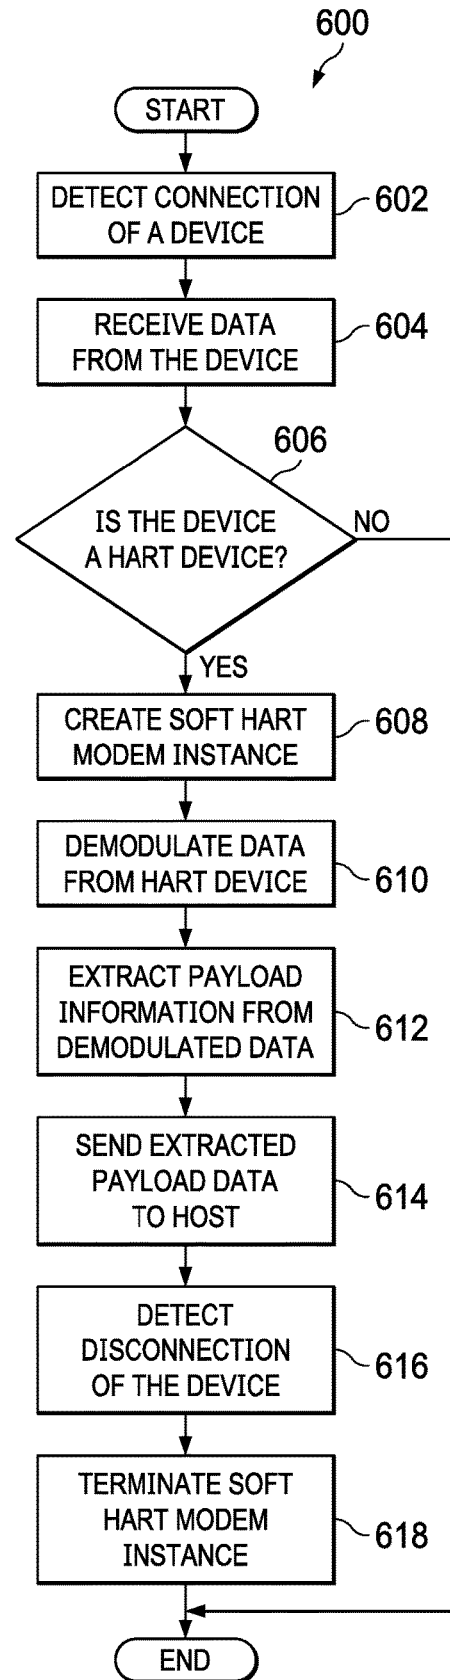 600
START
DETECT CONNECTION
OF A DEVICE
602
RECEIVE DATA
FROM THE DEVICE
604
606
IS THE DEVICE
A HART DEVICE?
NO
YES
CREATE SOFT HART
MODEM INSTANCE
608
DEMODULATE DATA
FROM HART DEVICE
610
EXTRACT PAYLOAD
INFORMATION FROM
DEMODULATED DATA
612
SEND EXTRACTED
PAYLOAD DATA
TO HOST
614
DETECT
DISCONNECTION
OF THE DEVICE
616
TERMINATE SOFT
HART MODEM
INSTANCE
618
END